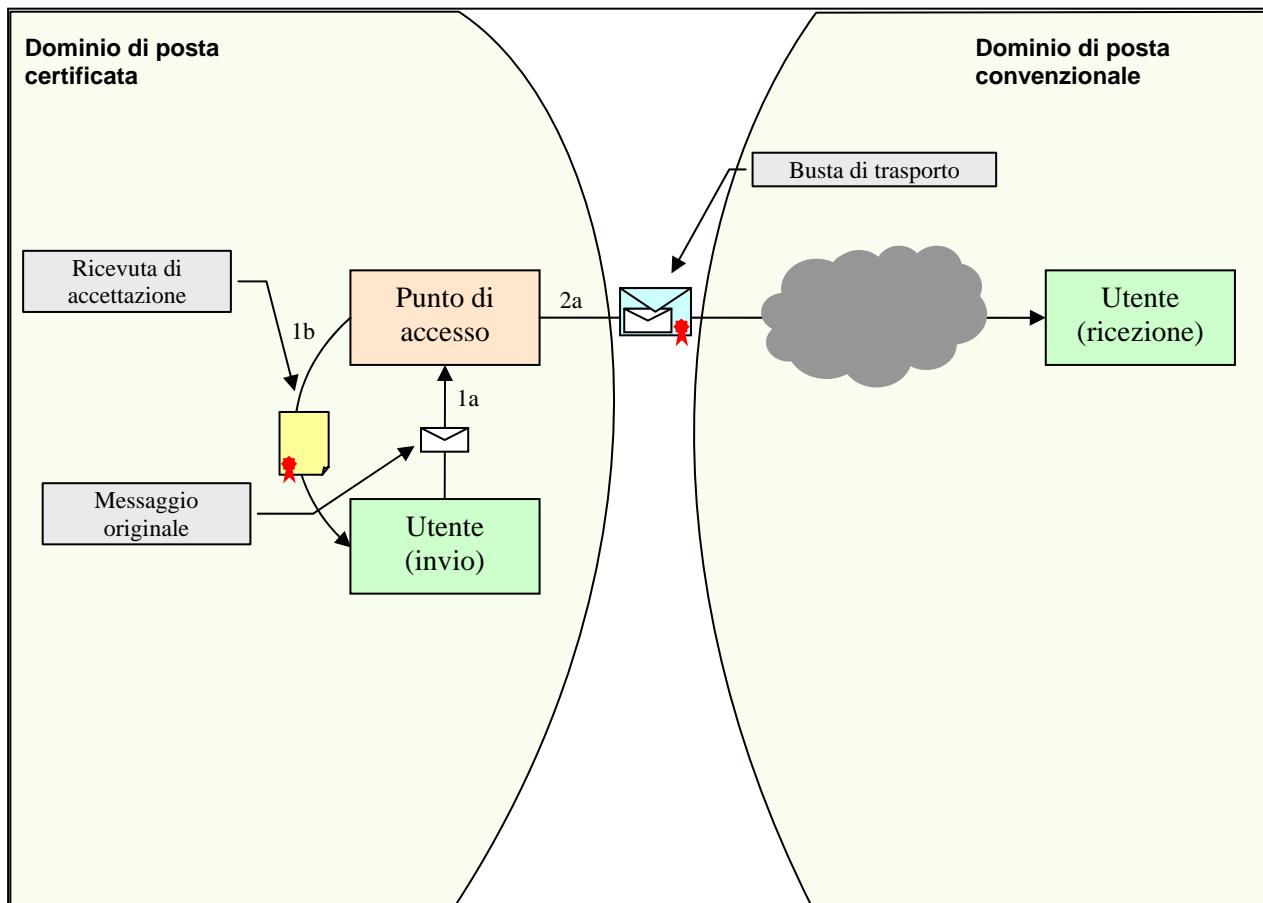 Dominio di posta
certificata
Dominio di posta
convenzionale
Busta di trasporto
Ricevuta di
accettazione
1b
Punto di
accesso
2a
Utente
(ricezione)
1a
Messaggio
originale
Utente
(invio)